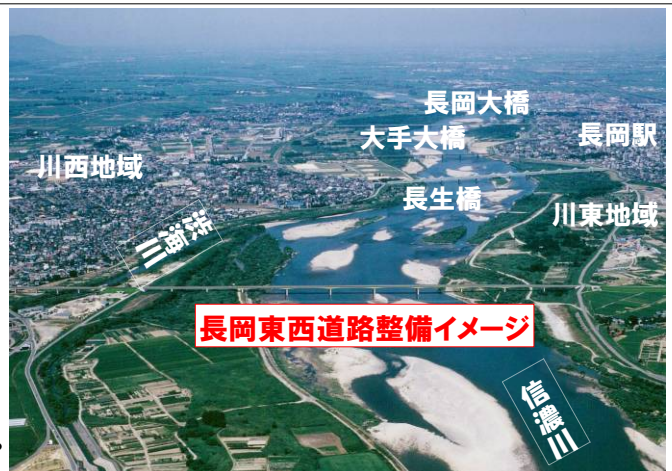 長岡大橋
大手大橋
長岡駅
川西地域
長生橋
川東地域
渋海川
長岡東西道路整備イメージ
信濃川